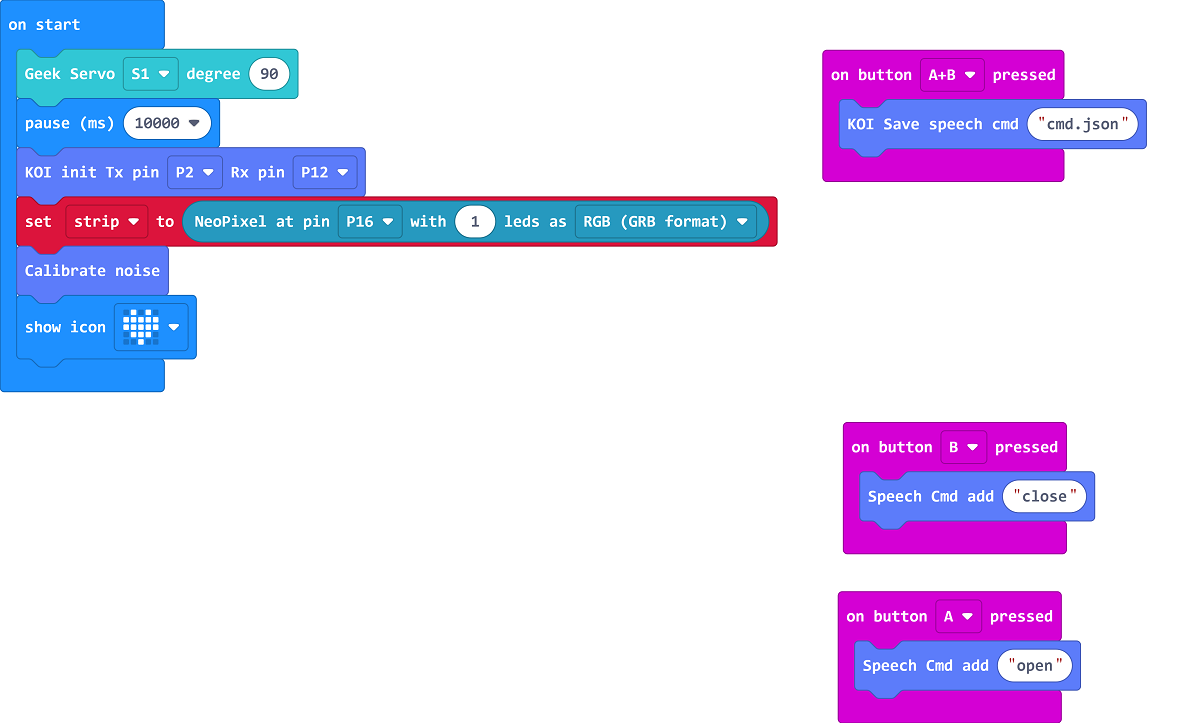 on start
Geek Servo S1 degree 90
pause (ms) 10000
KOI init Tx pin P2 Rx pin P12
set strip to NeoPixel at pin P16 with 1 leds as RGB (GRB format)
Calibrate noise
show icon
on button A+B pressed
KOI Save speech cmd "cmd.json"
on button B pressed
Speech Cmd add "close"
on button A pressed
Speech Cmd add "open"